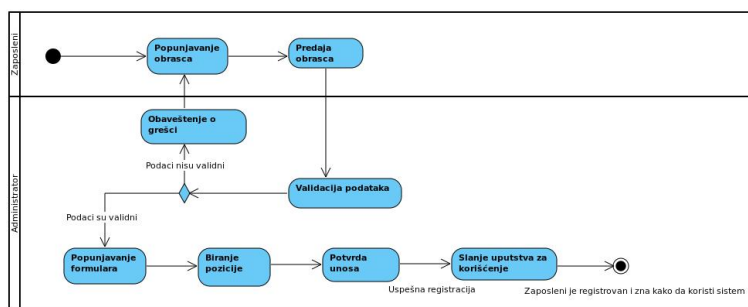 Zaposleni
Popunjavanje
obrasca
Predaja
obrasca
Administrator
Obaveštenje o
grešci
Podaci nisu validni
Validacija podataka
Podaci su validni
Popunjavanje
formulara
Biranje
pozicije
Potvrda
unosa
Slanje uputstva za
korišćenje
Uspešna registracija
Zaposleni je registrovan i zna kako da koristi sistem